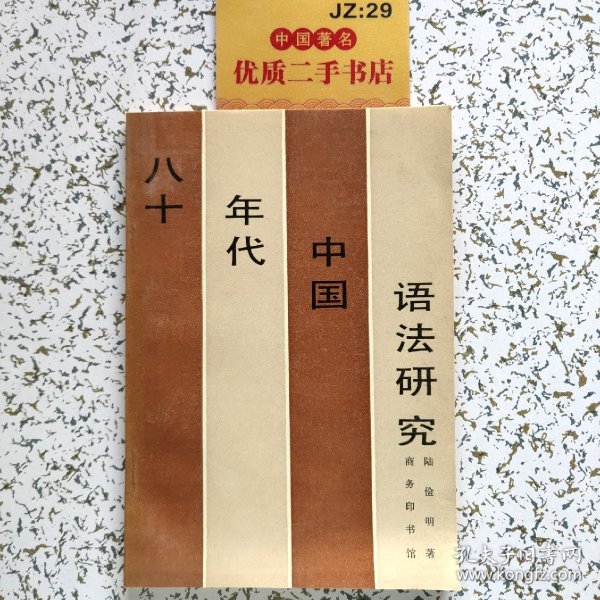 JZ:29
中国著名
优质二手书店
八十
年代
中国
语法研究
陆俭明著
商务印书馆
孔夫子旧书网
www.kongfz.com